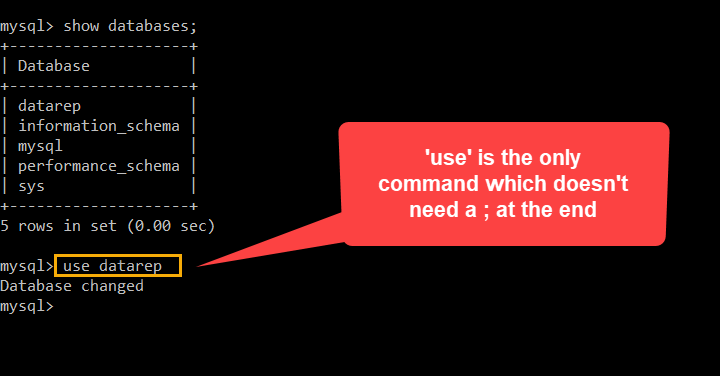 mysql> show databases;
+--------------------+
| Database           |
+--------------------+
| datarep            |
| information_schema |
| mysql              |
| performance_schema |
| sys                |
+--------------------+
5 rows in set (0.00 sec)
mysql> use datarep
Database changed
mysql>
'use' is the only
command which doesn't
need a ; at the end